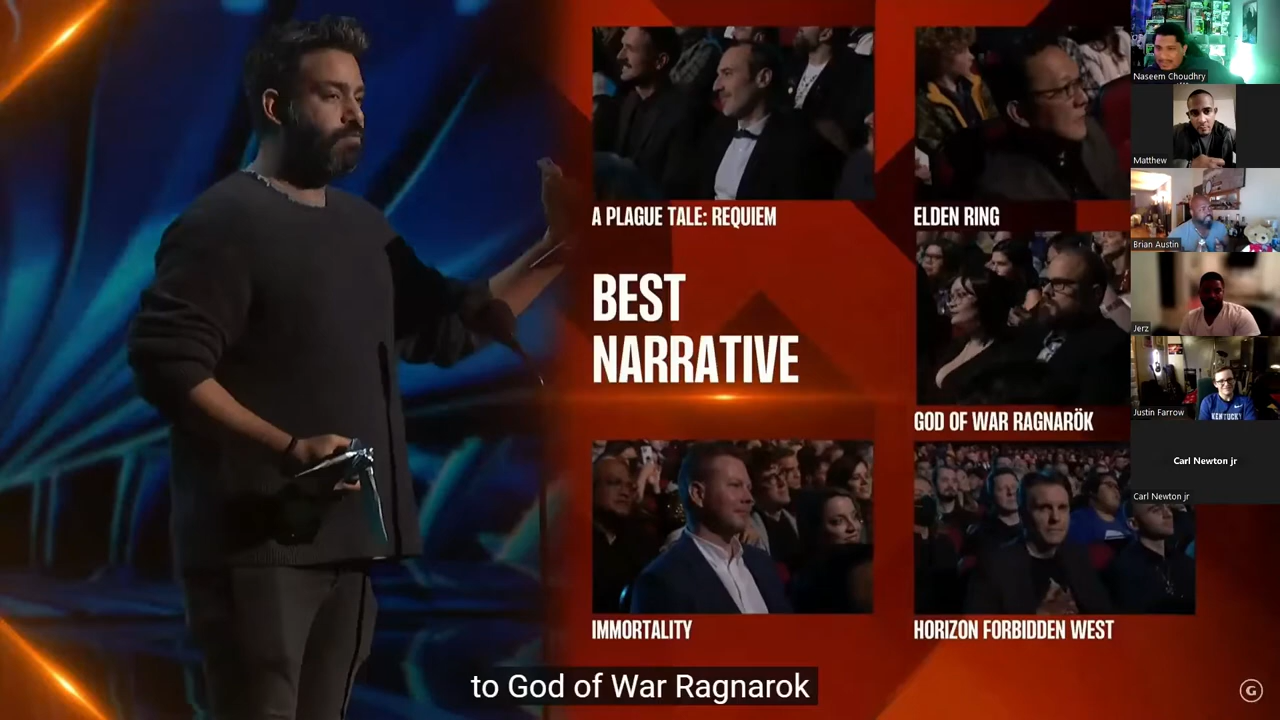 A PLAGUE TALE: REQUIEM
ELDEN RING
BEST
NARRATIVE
GOD OF WAR RAGNARÖK
IMMORTALITY
HORIZON FORBIDDEN WEST
to God of War Ragnarok
Naseem Choudhry
Matthew
Brian Austin
Jerz
Justin Farrow
KENTUCKY
Carl Newton jr
Carl Newton jr
G